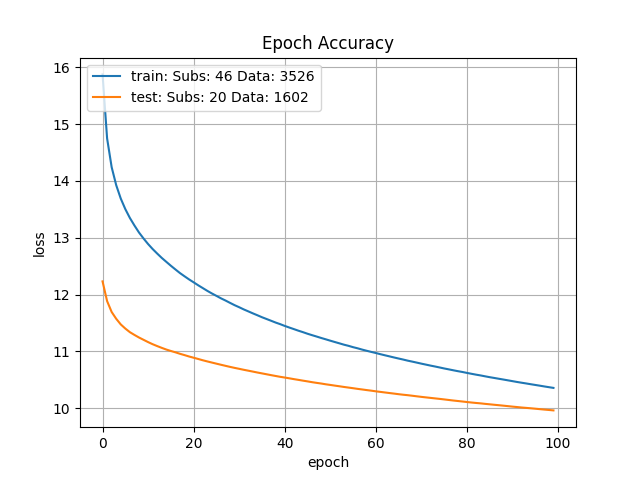 Epoch Accuracy
train: Subs: 46 Data: 3526
test: Subs: 20 Data: 1602
16
15
14
13
12
11
10
loss
0 20 40 60 80 100
epoch